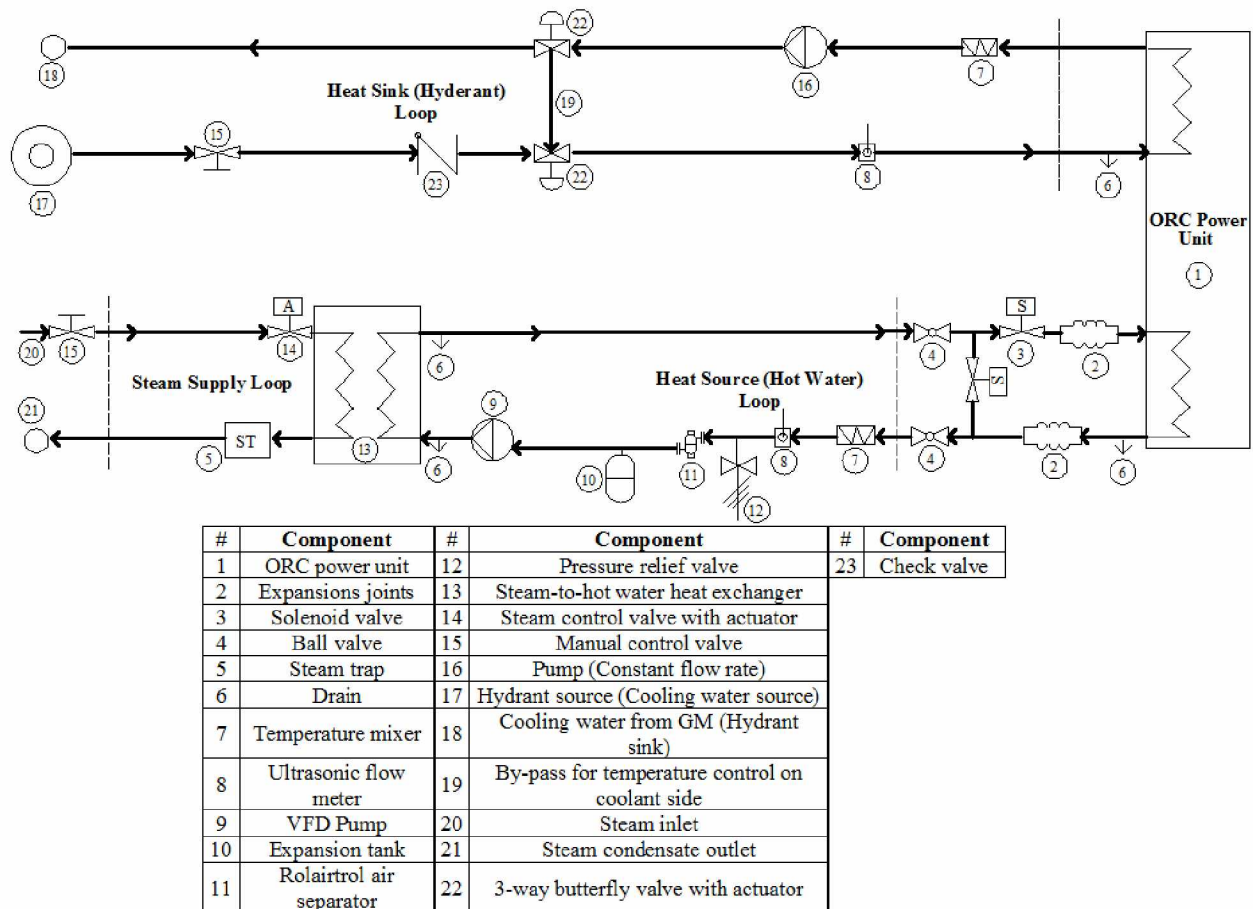 22
18
16
7
Heat Sink (Hyderant)
Loop
19
15
17
23
22
8
6
ORC Power
Unit
1
A
S
20
15
14
6
4
3
2
Steam Supply Loop
Heat Source (Hot Water)
Loop
S
21
9
ST
5
13
6
10
11
12
8
7
4
2
6
# Component # Component # Component
1 ORC power unit 12 Pressure relief valve 23 Check valve
2 Expansions joints 13 Steam-to-hot water heat exchanger
3 Solenoid valve 14 Steam control valve with actuator
4 Ball valve 15 Manual control valve
5 Steam trap 16 Pump (Constant flow rate)
6 Drain 17 Hydrant source (Cooling water source)
7 Temperature mixer 18 Cooling water from GM (Hydrant
sink)
8 Ultrasonic flow
meter 19 By-pass for temperature control on
coolant side
9 VFD Pump 20 Steam inlet
10 Expansion tank 21 Steam condensate outlet
11 Rolairtrol air
separator 22 3-way butterfly valve with actuator